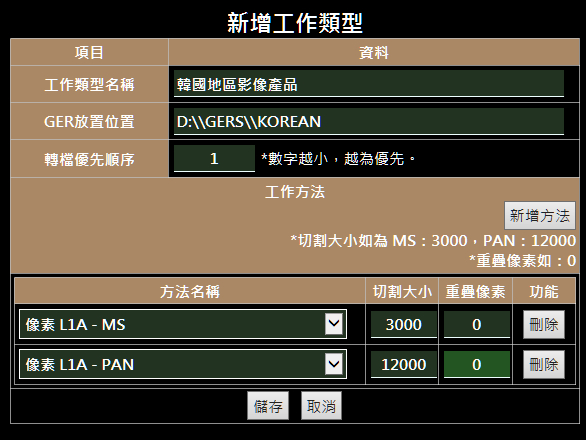 新增工作類型
項目 資料
工作類型名稱 韓國地區影像產品
GER放置位置 D:\\GERS\\KOREAN
轉檔優先順序 1 *數字越小，越為優先。
工作方法
新增方法
*切割大小如為 MS：3000，PAN：12000
*重疊像素如：0
方法名稱 切割大小 重疊像素 功能
像素 L1A - MS 3000 0 刪除
像素 L1A - PAN 12000 0 刪除
儲存 取消